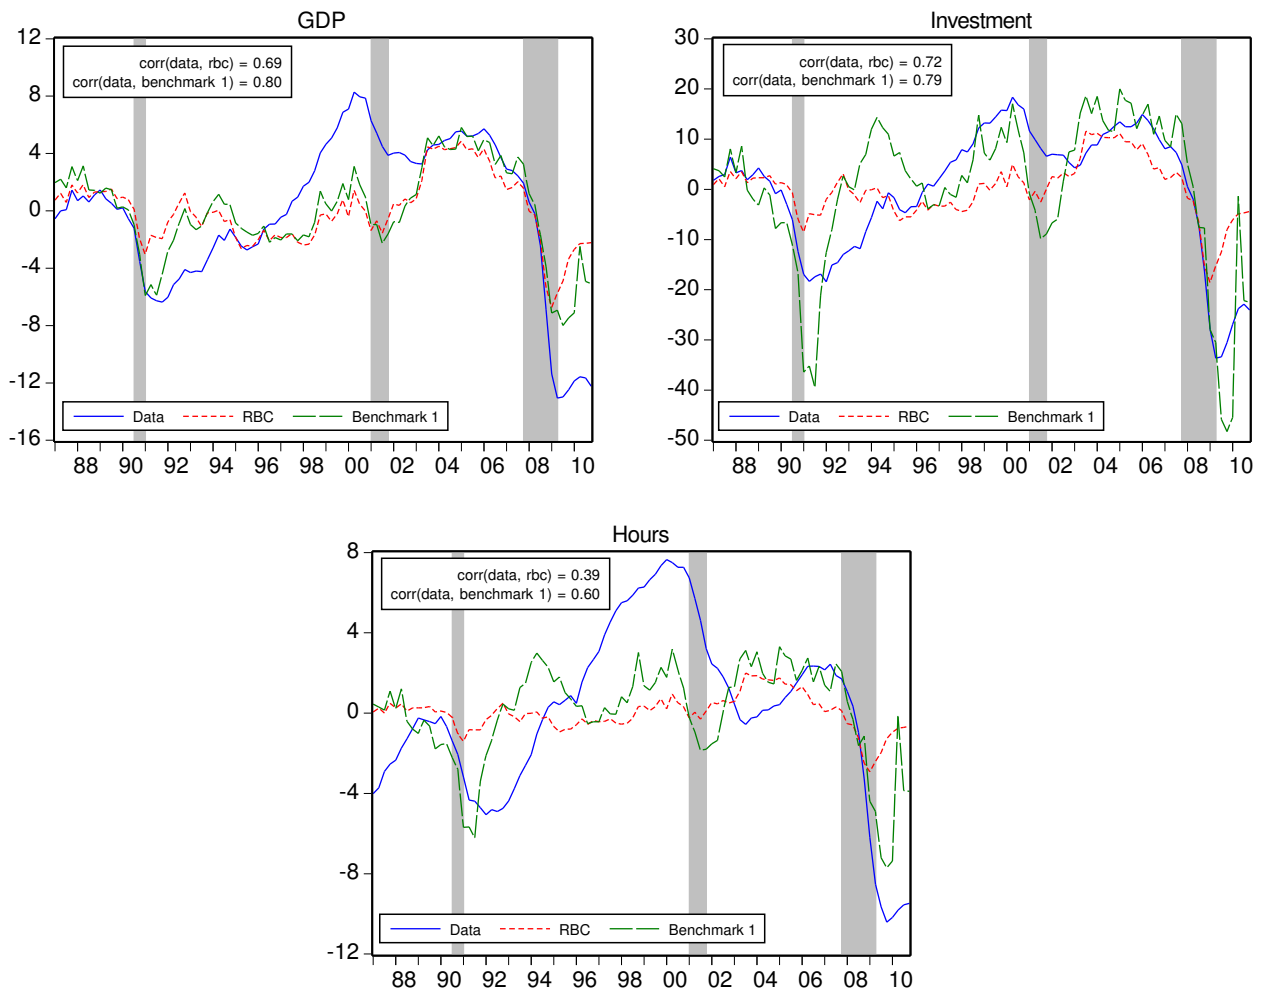 GDP
12
8
4
0
-4
-8
-12
-16
corr(data, rbc) = 0.69
corr(data, benchmark 1) = 0.80
Data RBC Benchmark 1
88 90 92 94 96 98 00 02 04 06 08 10
Investment
30
20
10
0
-10
-20
-30
-40
-50
corr(data, rbc) = 0.72
corr(data, benchmark 1) = 0.79
Data RBC Benchmark 1
88 90 92 94 96 98 00 02 04 06 08 10
Hours
8
4
0
-4
-8
-12
corr(data, rbc) = 0.39
corr(data, benchmark 1) = 0.60
Data RBC Benchmark 1
88 90 92 94 96 98 00 02 04 06 08 10